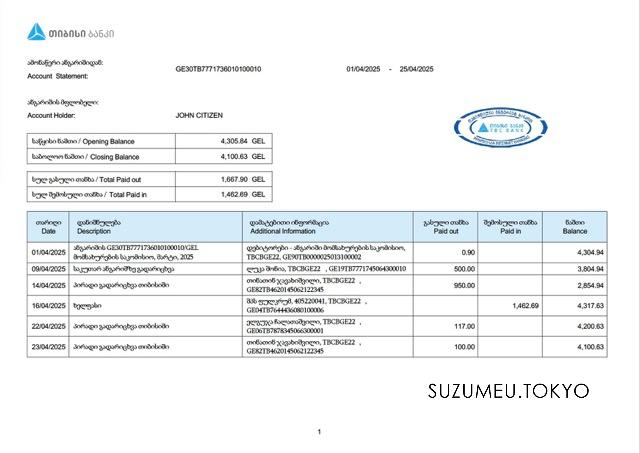 თიბისი ბანკი
ამონაწერი ანგარიშიდან:
Account Statement:
GE30TB7771736010100010
01/04/2025 - 25/04/2025
ანგარიშის მფლობელი:
Account Holder:
JOHN CITIZEN
თიბისი ბანკი
TBC BANK
საწყისი ნაშთი / Opening Balance 4,305.84 GEL
საბოლოო ნაშთი / Closing Balance 4,100.63 GEL
სულ გასული თანხა / Total Paid out 1,667.90 GEL
სულ შემოსული თანხა / Total Paid in 1,462.69 GEL
თარიღი დანიშნულება დამატებითი ინფორმაცია გასული თანხა შემოსული თანხა ნაშთი
Date Description Additional Information Paid out Paid in Balance
01/04/2025 ანგარიშის GE30TB7771736010100010/GEL დებიტორები - ანგარიში მომსახურების საკომისიო, 0.90 4,304.94
მომსახურების საკომისიო, მარტი, 2025 TBCBGE22, GE90TB0000025013100002
09/04/2025 საკუთარ ანგარიშზე გადარიცხვა ლუკა შონია, TBCBGE22 , GE19TB7771745064300010 500.00 3,804.94
14/04/2025 პირადი გადარიცხვა თიბისიში თინათინ ჯავახიშვილი, TBCBGE22 , 950.00 2,854.94
GE82TB4620145062122345
16/04/2025 ხელფასი შპს ფულკრუმ, 405220041, TBCBGE22 , 1,462.69 4,317.63
GE04TB7644436080100006
22/04/2025 პირადი გადარიცხვა თიბისიში ელგუჯა ჩალათაშვილი, TBCBGE22 , 117.00 4,200.63
GE06TB7878345066300001
23/04/2025 პირადი გადარიცხვა თიბისიში თინათინ ჯავახიშვილი, TBCBGE22 , 100.00 4,100.63
GE82TB4620145062122345
SUZUMEU.TOKYO
1